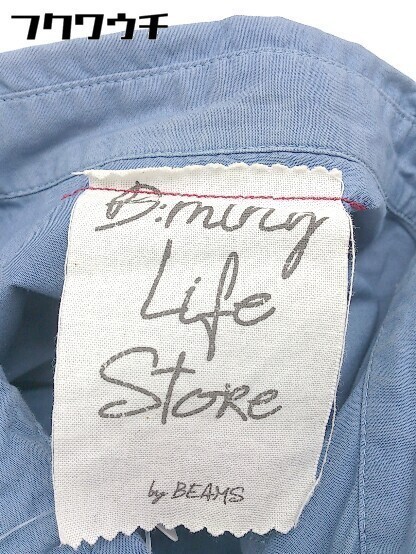 フクワウチ
B:MING
Life
Store
by BEAMS